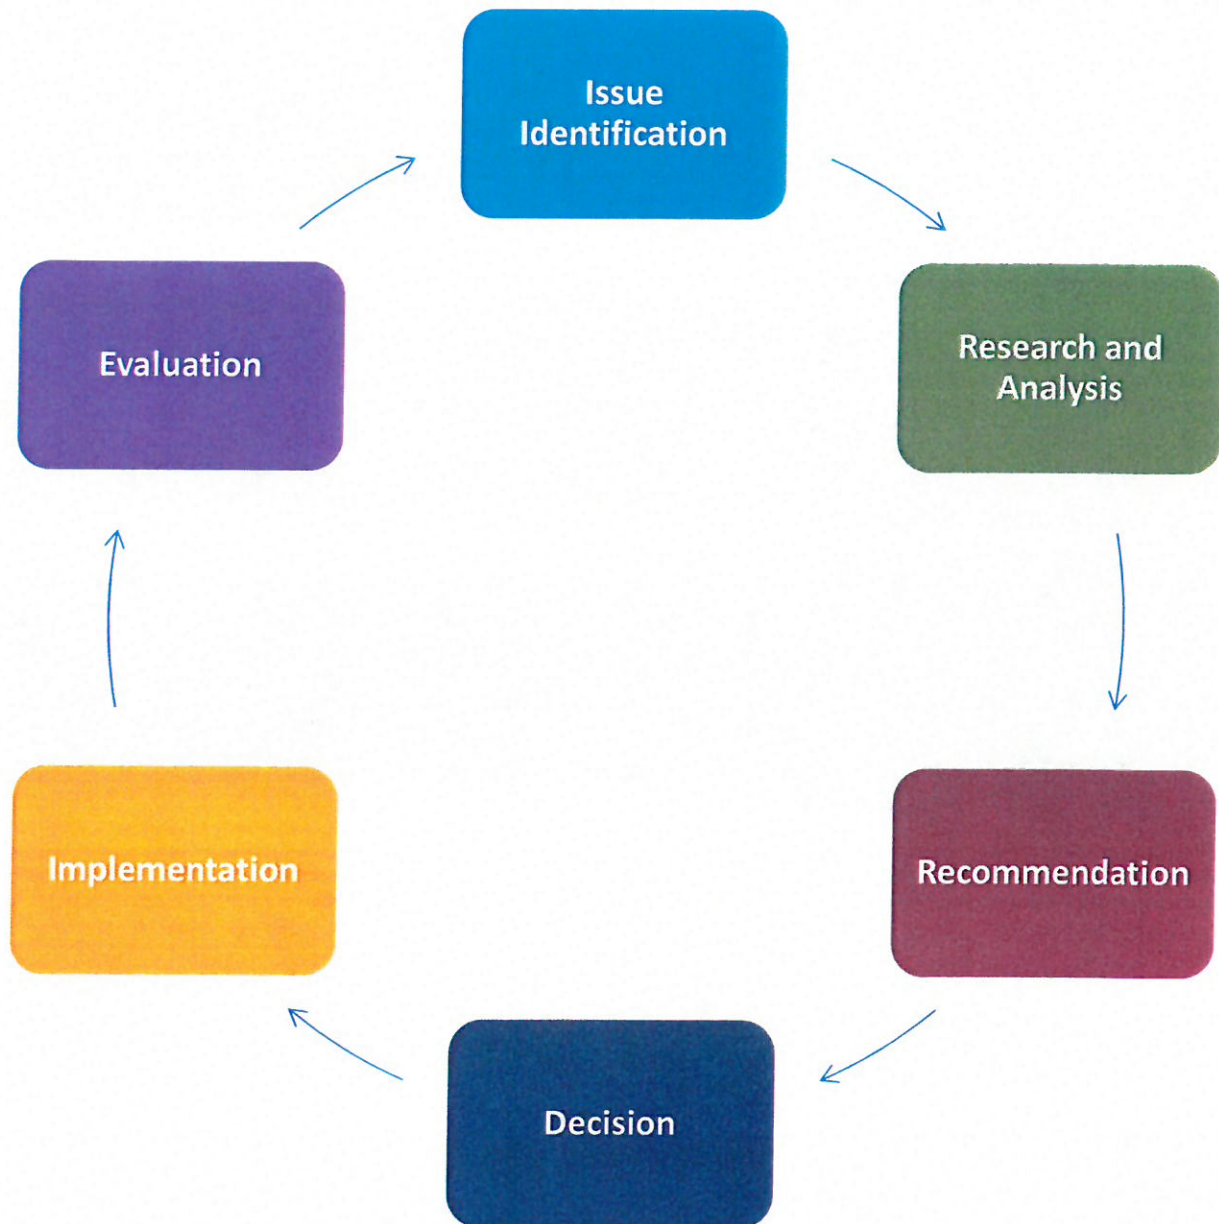 Issue
Identification
Research and
Analysis
Recommendation
Decision
Implementation
Evaluation